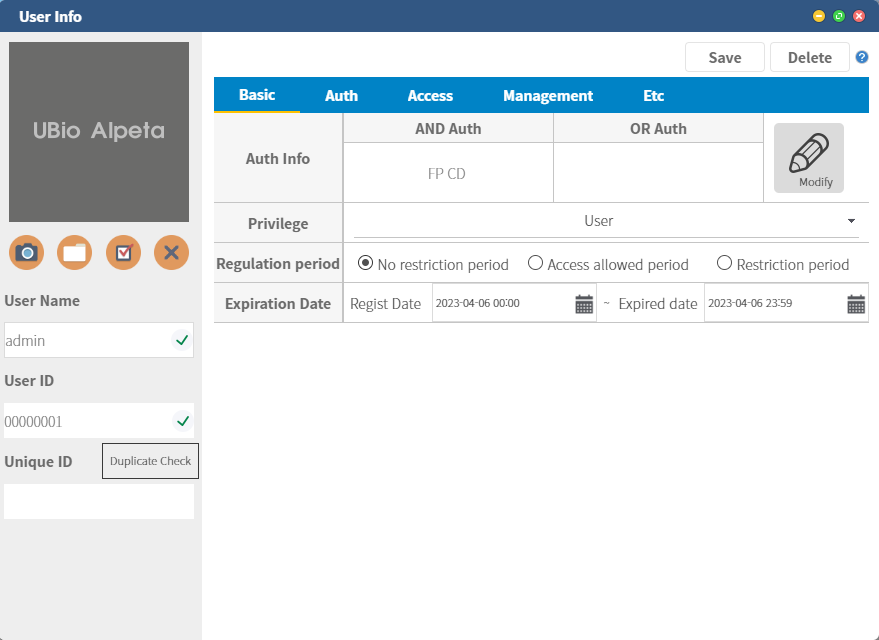 User Info
Save Delete
UBio Alpeta
Basic Auth Access Management Etc
Auth Info
AND Auth OR Auth
FP CD
Modify
Privilege User
Regulation period No restriction period Access allowed period Restriction period
Expiration Date Regist Date 2023-04-06 00:00 ~ Expired date 2023-04-06 23:59
User Name
admin
User ID
00000001
Unique ID Duplicate Check